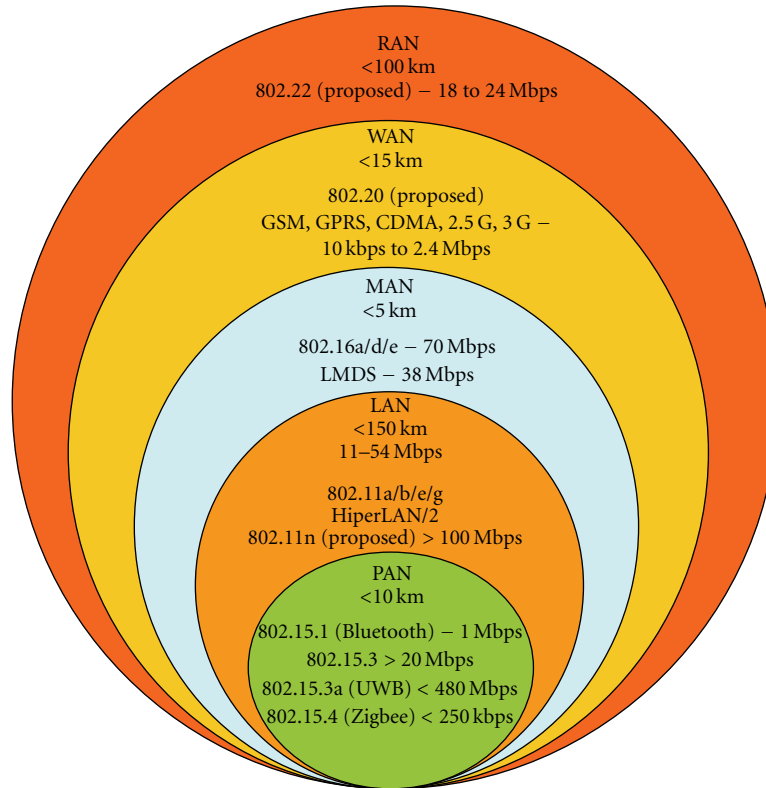 RAN
<100 km
802.22 (proposed) – 18 to 24 Mbps
WAN
<15 km
802.20 (proposed)
GSM, GPRS, CDMA, 2.5 G, 3 G –
10 kbps to 2.4 Mbps
MAN
<5 km
802.16a/d/e – 70 Mbps
LMDS – 38 Mbps
LAN
<150 km
11–54 Mbps
802.11a/b/e/g
HiperLAN/2
802.11n (proposed) > 100 Mbps
PAN
<10 km
802.15.1 (Bluetooth) – 1 Mbps
802.15.3 > 20 Mbps
802.15.3a (UWB) < 480 Mbps
802.15.4 (Zigbee) < 250 kbps